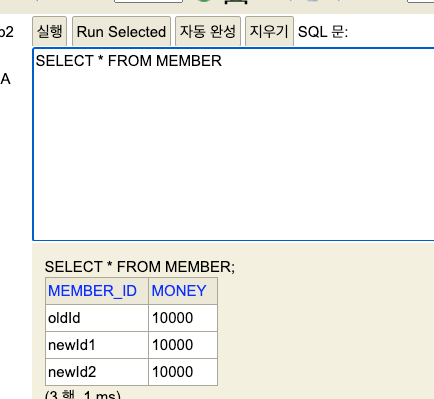 실행 Run Selected 자동 완성 지우기 SQL 문:
SELECT * FROM MEMBER
A
SELECT * FROM MEMBER;
MEMBER_ID MONEY
oldId 10000
newId1 10000
newId2 10000
(3 행, 1 ms)